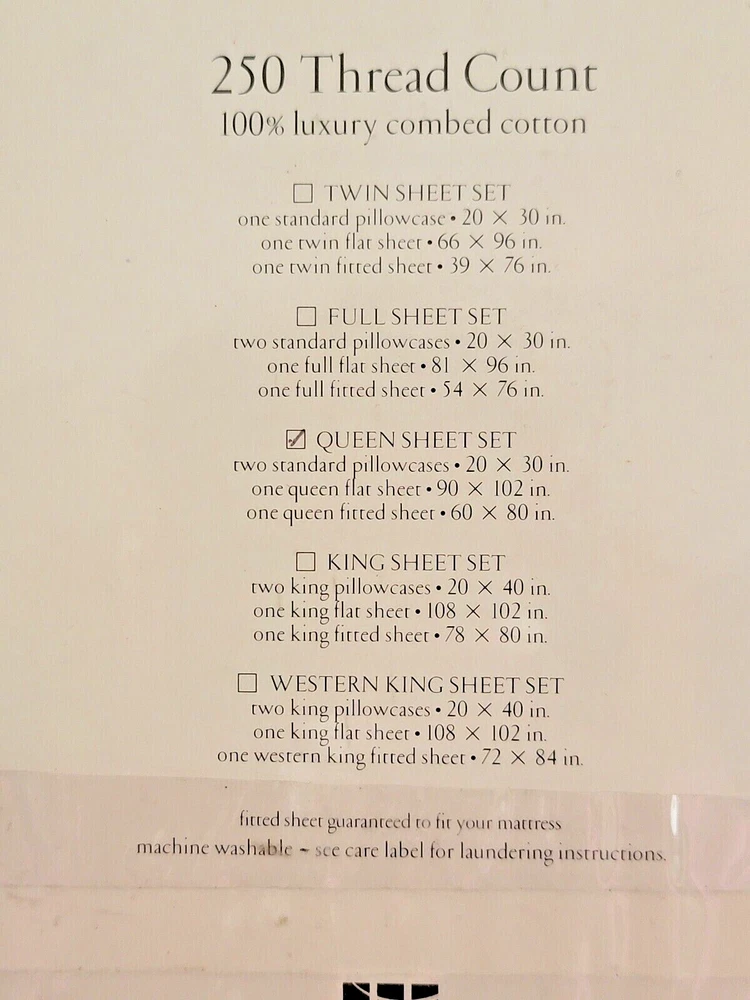 250 Thread Count
100% luxury combed cotton
☐ TWIN SHEET SET
one standard pillowcase • 20 × 30 in.
one twin flat sheet • 66 × 96 in.
one twin fitted sheet • 39 × 76 in.
☐ FULL SHEET SET
two standard pillowcases • 20 × 30 in.
one full flat sheet • 81 × 96 in.
one full fitted sheet • 54 × 76 in.
☑ QUEEN SHEET SET
two standard pillowcases • 20 × 30 in.
one queen flat sheet • 90 × 102 in.
one queen fitted sheet • 60 × 80 in.
☐ KING SHEET SET
two king pillowcases • 20 × 40 in.
one king flat sheet • 108 × 102 in.
one king fitted sheet • 78 × 80 in.
☐ WESTERN KING SHEET SET
two king pillowcases • 20 × 40 in.
one king flat sheet • 108 × 102 in.
one western king fitted sheet • 72 × 84 in.
fitted sheet guaranteed to fit your mattress
machine washable ~ see care label for laundering instructions.